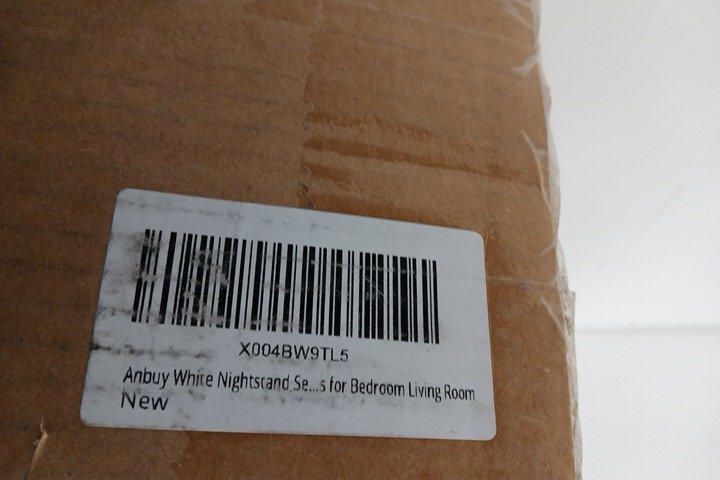 X004BW9TL5
Anbuy White Nightstand Se...s for Bedroom Living Room
New